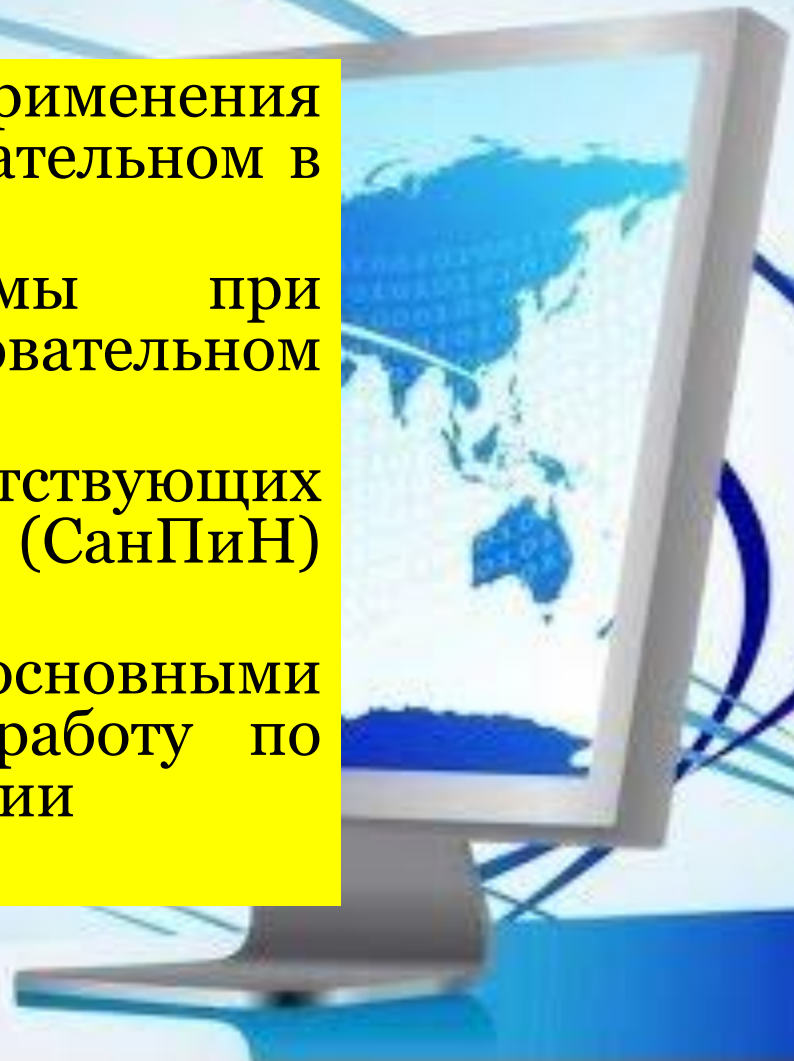 рименения
ательном в
мы при
овательном
тствующих
(СанПиН)
основными
работу по
ии